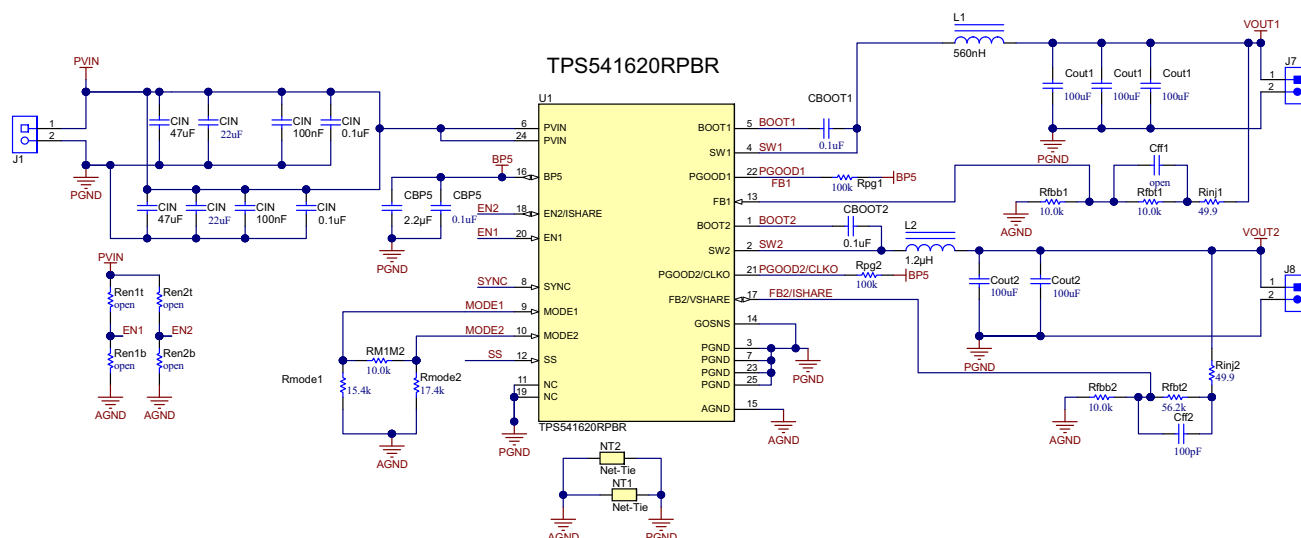 TPS541620RPBR
PVIN
J1
1
2
PGND
CIN
47uF
CIN
22uF
CIN
100nF
CIN
0.1uF
CIN
47uF
CIN
22uF
CIN
100nF
CIN
0.1uF
PGND
PVIN
Ren1t
open
Ren2t
open
EN1
EN2
Ren1b
open
Ren2b
open
AGND
AGND
BP5
CBP5
2.2µF
CBP5
0.1uF
PGND
EN2
EN1
SYNC
MODE1
MODE2
SS
RM1M2
10.0k
Rmode1
15.4k
Rmode2
17.4k
AGND
PGND
U1
6 PVIN
24 PVIN
16 BP5
18 EN2/ISHARE
20 EN1
8 SYNC
9 MODE1
10 MODE2
12 SS
11 NC
19 NC
BOOT1 5 BOOT1
SW1 4 SW1
PGOOD1 22 PGOOD1
FB1 13 FB1
BOOT2 1 BOOT2
SW2 2 SW2
PGOOD2/CLKO 21 PGOOD2/CLKO
FB2/VSHARE 17 FB2/ISHARE
GOSNS 14
PGND 3
PGND 7
PGND 23
PGND 25
AGND 15
TPS541620RPBR
PGND
AGND
CBOOT1
0.1uF
Rpg1
100k
BP5
CBOOT2
0.1uF
Rpg2
100k
BP5
L1
560nH
Cout1
100uF
Cout1
100uF
Cout1
100uF
PGND
VOUT1
J7
1
2
Cff1
open
Rfbb1
10.0k
Rfbt1
10.0k
Rinj1
49.9
AGND
L2
1.2µH
Cout2
100uF
Cout2
100uF
PGND
VOUT2
J8
1
2
Rinj2
49.9
Rfbb2
10.0k
Rfbt2
56.2k
Cff2
100pF
AGND
NT2
Net-Tie
NT1
Net-Tie
AGND
PGND